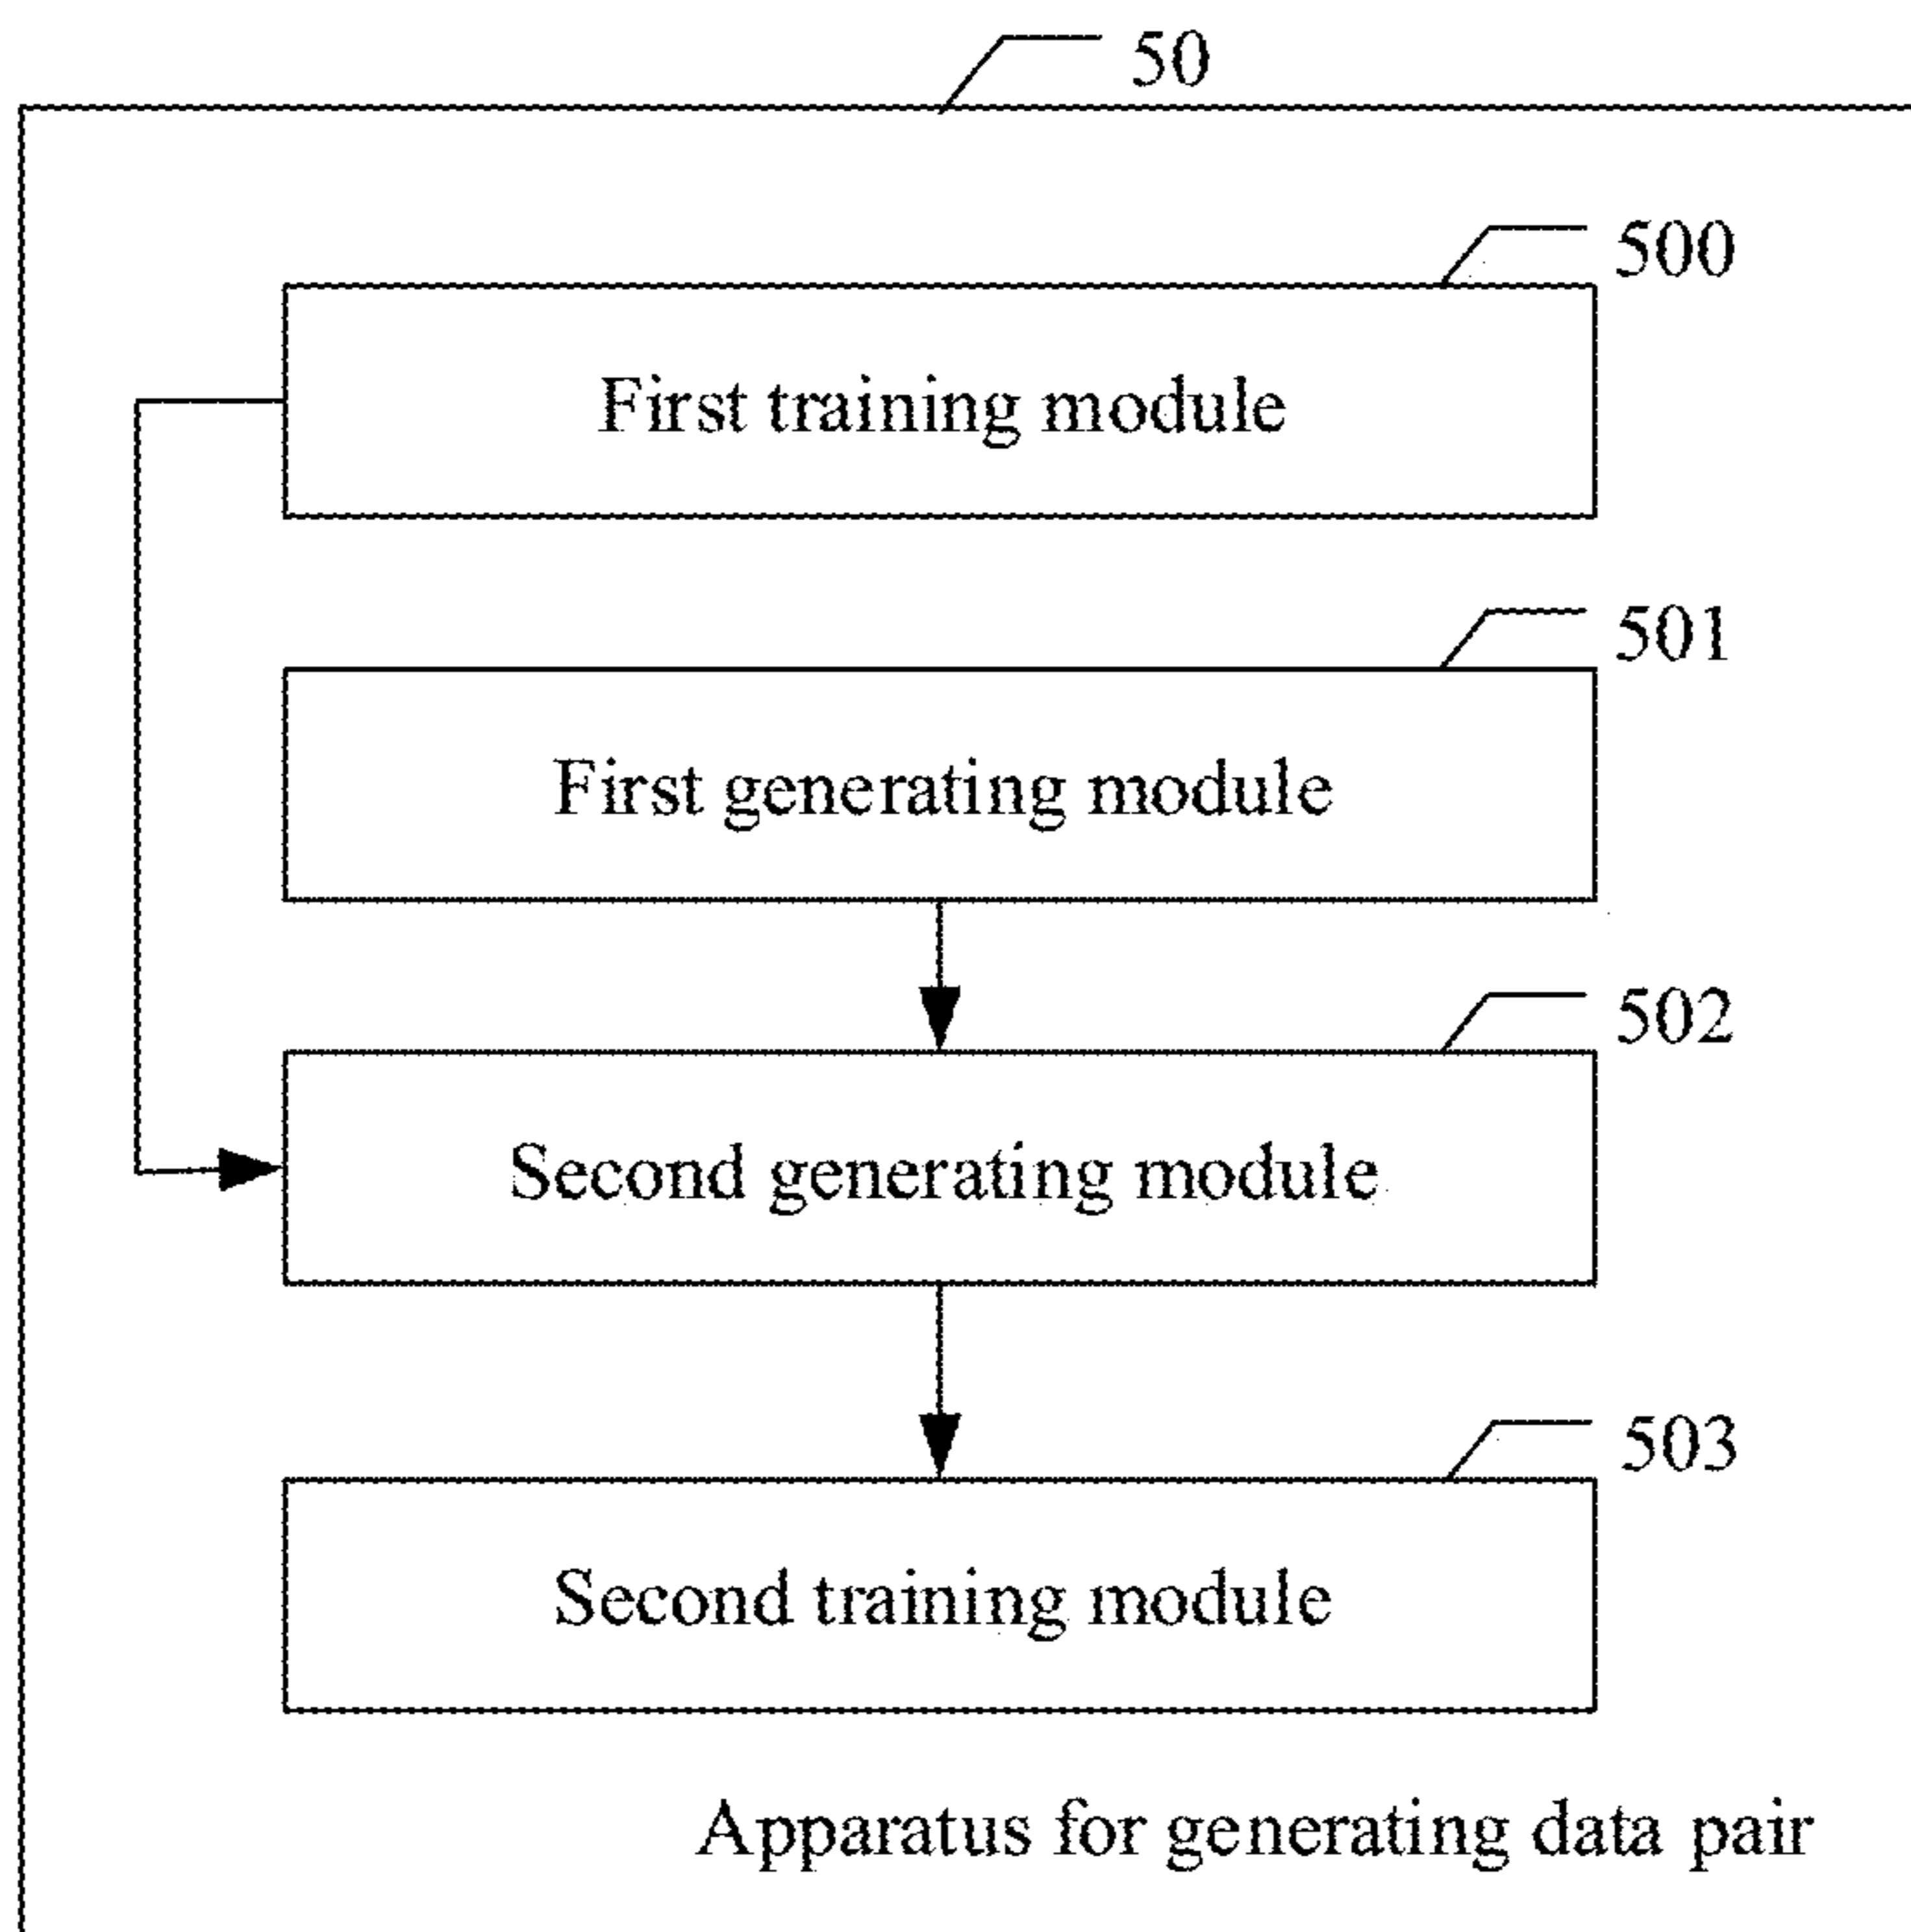 50
500
First training module
501
First generating module
502
Second generating module
503
Second training module
Apparatus for generating data pair